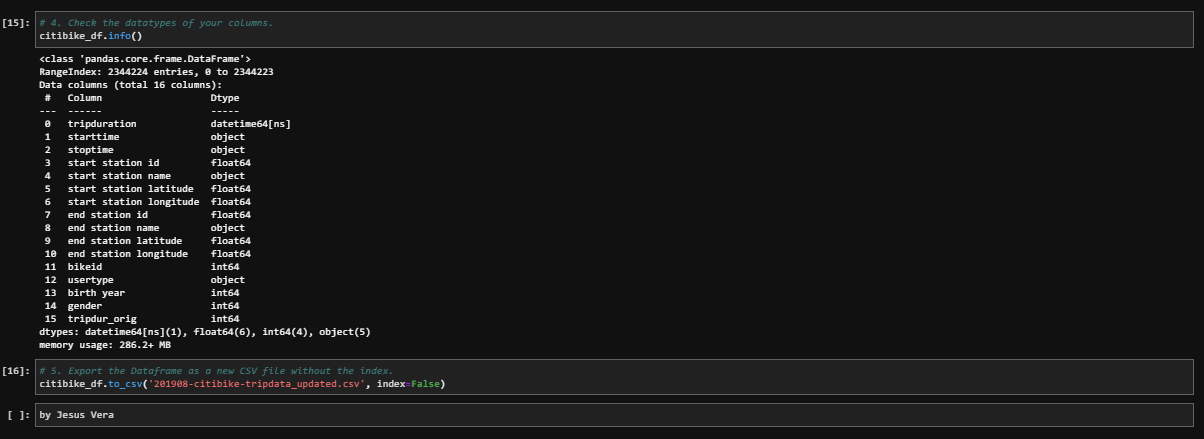 [15]: # 4. Check the datatypes of your columns.
citibike_df.info()
<class 'pandas.core.frame.DataFrame'>
RangeIndex: 2344224 entries, 0 to 2344223
Data columns (total 16 columns):
 #   Column                   Dtype
---  ------                   -----
 0   tripduration             datetime64[ns]
 1   starttime                object
 2   stoptime                 object
 3   start station id         float64
 4   start station name       object
 5   start station latitude   float64
 6   start station longitude  float64
 7   end station id           float64
 8   end station name         object
 9   end station latitude     float64
 10  end station longitude    float64
 11  bikeid                   int64
 12  usertype                 object
 13  birth year               int64
 14  gender                   int64
 15  tripdur_orig             int64
dtypes: datetime64[ns](1), float64(6), int64(4), object(5)
memory usage: 286.2+ MB
[16]: # 5. Export the Dataframe as a new CSV file without the index.
citibike_df.to_csv('201908-citibike-tripdata_updated.csv', index=False)
[ ]: by Jesus Vera